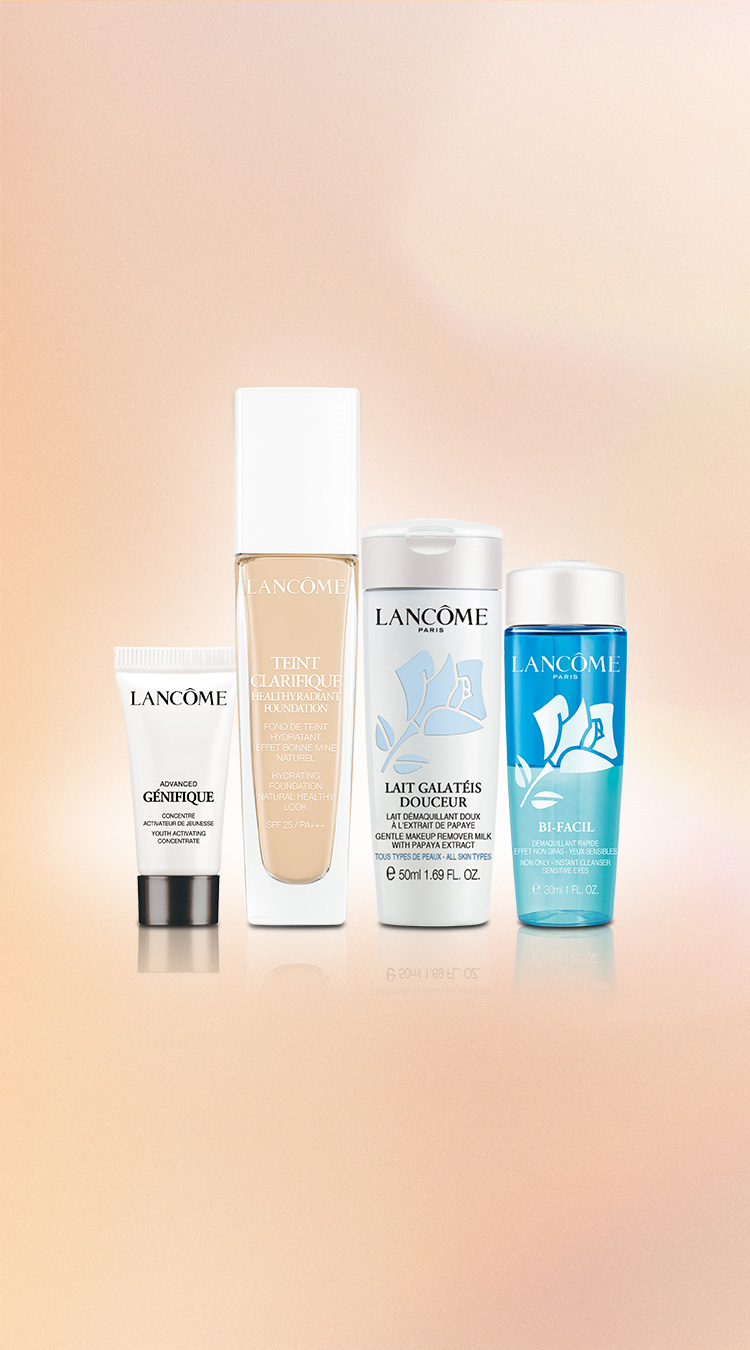 LANCÔME
ADVANCED
GÉNIFIQUE
CONCENTRÉ
ACTIVATEUR DE JEUNESSE
YOUTH ACTIVATING
CONCENTRATE
LANCÔME
TEINT
CLARIFIQUE
HEALTHY RADIANT
FOUNDATION
FOND DE TEINT
HYDRATANT
EFFET BONNE MINE
NATUREL
HYDRATING
FOUNDATION
NATURAL HEALTHY
LOOK
SPF 25 / PA+++
LANCÔME
PARIS
LAIT GALATÉIS
DOUCEUR
LAIT DÉMAQUILLANT DOUX
À L'EXTRAIT DE PAPAYE
GENTLE MAKEUP REMOVER MILK
WITH PAPAYA EXTRACT
TOUS TYPES DE PEAUX - ALL SKIN TYPES
℮ 50ml 1.69 FL. OZ.
LANCÔME
PARIS
BI-FACIL
DÉMAQUILLANT RAPIDE
EFFET NON GRAS - YEUX SENSIBLES
NON OILY - INSTANT CLEANSER
SENSITIVE EYES
℮ 30ml 1 FL. OZ.